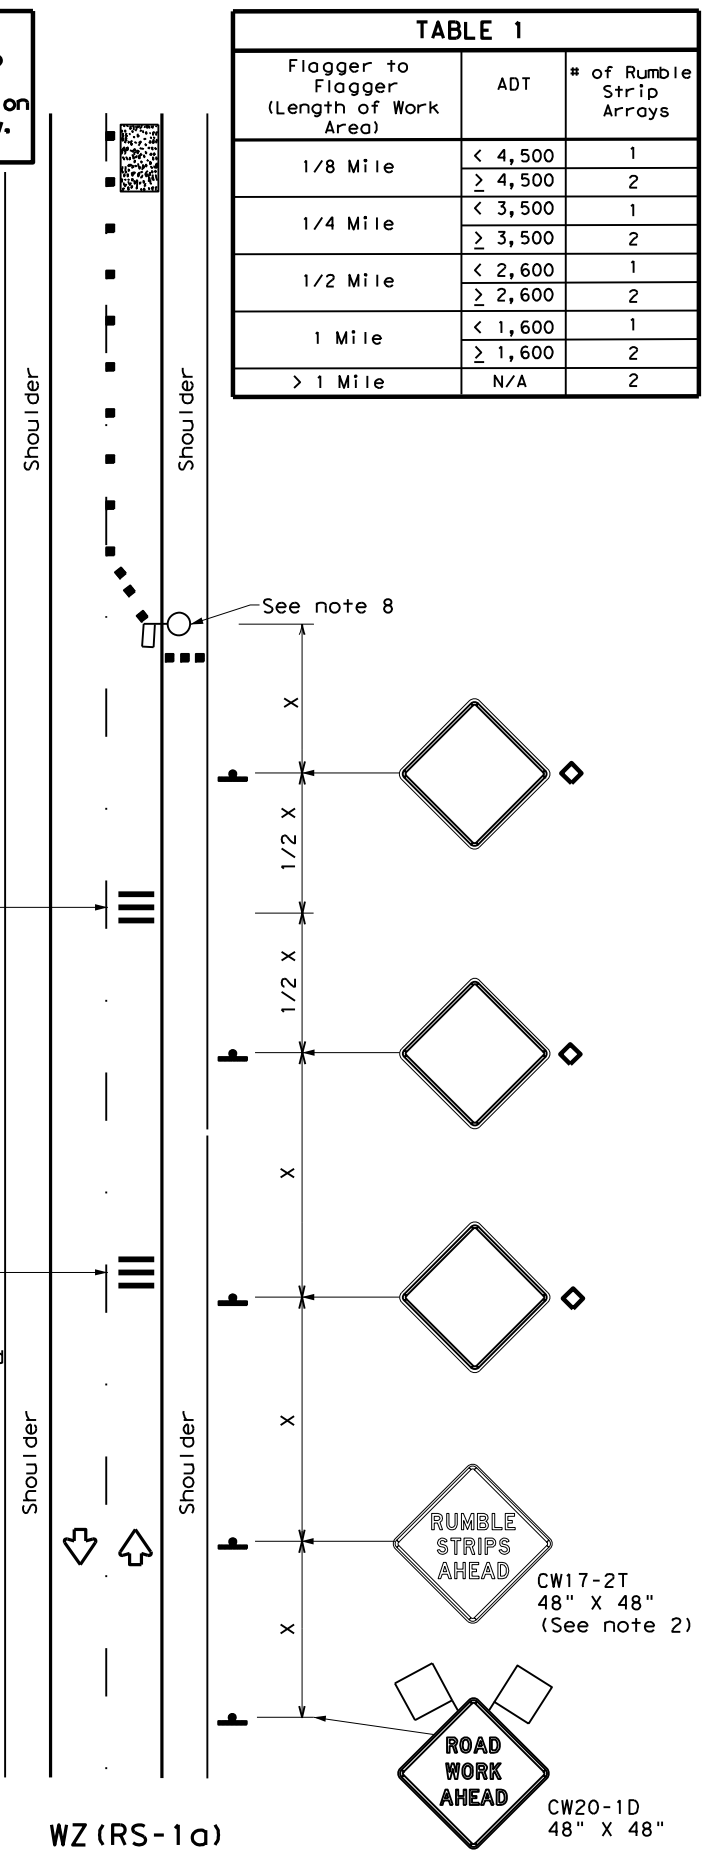 on
TABLE 1
Flagger to
Flagger
(Length of Work
Area)
ADT
# of Rumble
Strip
Arrays
1/8 Mile
< 4,500
1
≥ 4,500
2
1/4 Mile
< 3,500
1
≥ 3,500
2
1/2 Mile
< 2,600
1
≥ 2,600
2
1 Mile
< 1,600
1
≥ 1,600
2
> 1 Mile
N/A
2
Shoulder
Shoulder
See note 8
X
1/2 X
1/2 X
X
X
X
Shoulder
Shoulder
RUMBLE
STRIPS
AHEAD
CW17-2T
48" X 48"
(See note 2)
ROAD
WORK
AHEAD
CW20-1D
48" X 48"
WZ(RS-1a)